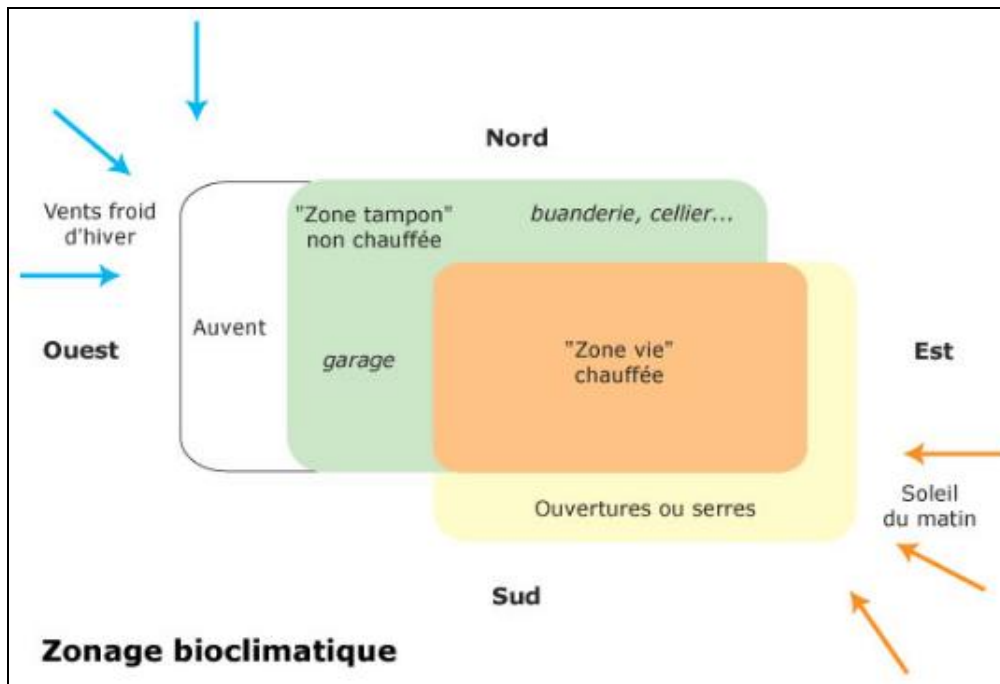 Nord
Vents froid
d'hiver
"Zone tampon"
non chauffée
buanderie, cellier...
Auvent
Ouest
garage
"Zone vie"
chauffée
Est
Ouvertures ou serres
Soleil
du matin
Sud
Zonage bioclimatique